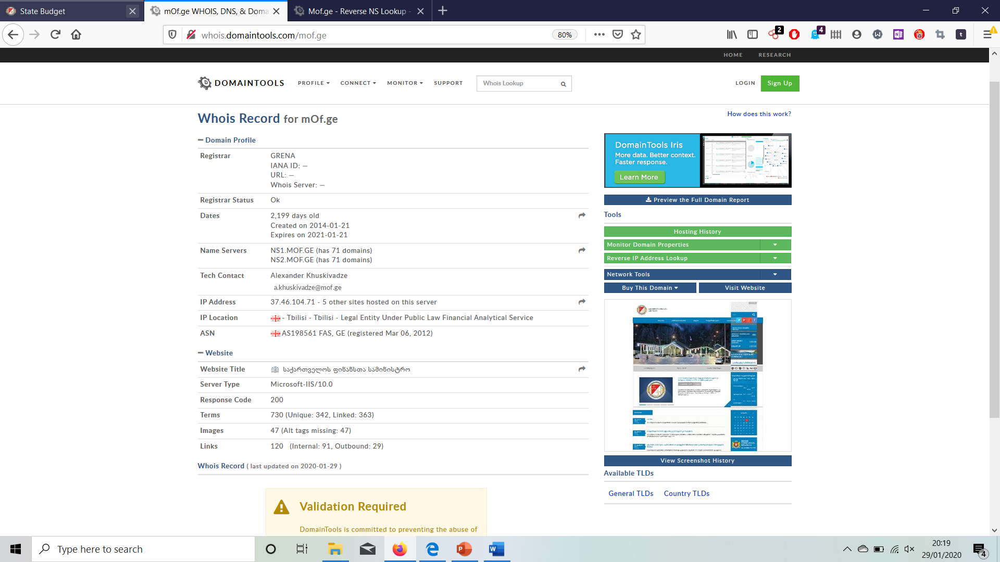 State Budget
mOf.ge WHOIS, DNS, & Doma
Mof.ge - Reverse NS Lookup -
whois.domaintools.com/mof.ge
80%
2
4
HOME RESEARCH
DOMAINTOOLS PROFILE CONNECT MONITOR SUPPORT Whois Lookup LOGIN Sign Up
Whois Record for mOf.ge
How does this work?
Domain Profile
Registrar GRENA
IANA ID: —
URL: —
Whois Server: —
Registrar Status Ok
Dates 2,199 days old
Created on 2014-01-21
Expires on 2021-01-21
Name Servers NS1.MOF.GE (has 71 domains)
NS2.MOF.GE (has 71 domains)
Tech Contact Alexander Khuskivadze
a.khuskivadze@mof.ge
IP Address 37.46.104.71 - 5 other sites hosted on this server
IP Location - Tbilisi - Tbilisi - Legal Entity Under Public Law Financial Analytical Service
ASN AS198561 FAS, GE (registered Mar 06, 2012)
Website
Website Title საქართველოს ფინანსთა სამინისტრო
Server Type Microsoft-IIS/10.0
Response Code 200
Terms 730 (Unique: 342, Linked: 363)
Images 47 (Alt tags missing: 47)
Links 120 (Internal: 91, Outbound: 29)
Whois Record ( last updated on 2020-01-29 )
Validation Required
DomainTools is committed to preventing the abuse of
DomainTools Iris
More data. Better context.
Faster response.
Learn More
Preview the Full Domain Report
Tools
Hosting History
Monitor Domain Properties
Reverse IP Address Lookup
Network Tools
Buy This Domain Visit Website
View Screenshot History
Available TLDs
General TLDs Country TLDs
Type here to search
20:19
29/01/2020
4